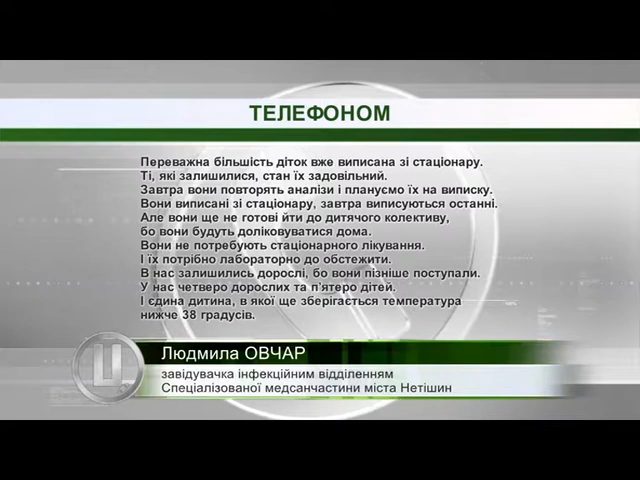 ТЕЛЕФОНОМ
Переважна більшість діток вже виписана зі стаціонару.
Ті, які залишилися, стан їх задовільний.
Завтра вони повторять аналізи і плануємо їх на виписку.
Вони виписані зі стаціонару, завтра виписуються останні.
Але вони ще не готові йти до дитячого колективу,
бо вони будуть доліковуватися дома.
Вони не потребують стаціонарного лікування.
І їх потрібно лабораторно до обстежити.
В нас залишились дорослі, бо вони пізніше поступали.
У нас четверо дорослих та п'ятеро дітей.
І єдина дитина, в якої ще зберігається температура
нижче 38 градусів.
Людмила ОВЧАР
завідувачка інфекційним відділенням
Спеціалізованої медсанчастини міста Нетішин